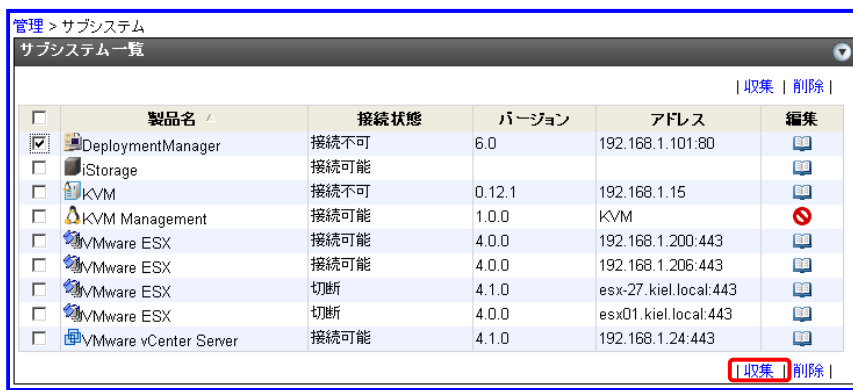 管理 > サブシステム
サブシステム一覧
| 収集 | 削除 |
製品名 接続状態 バージョン アドレス 編集
DeploymentManager 接続不可 6.0 192.168.1.101:80
iStorage 接続可能
KVM 接続不可 0.12.1 192.168.1.15
KVM Management 接続可能 1.0.0 KVM
VMware ESX 接続可能 4.0.0 192.168.1.200:443
VMware ESX 接続可能 4.0.0 192.168.1.206:443
VMware ESX 切断 4.1.0 esx-27.kiel.local:443
VMware ESX 切断 4.0.0 esx01.kiel.local:443
VMware vCenter Server 接続可能 4.1.0 192.168.1.24:443
| 収集 | 削除 |